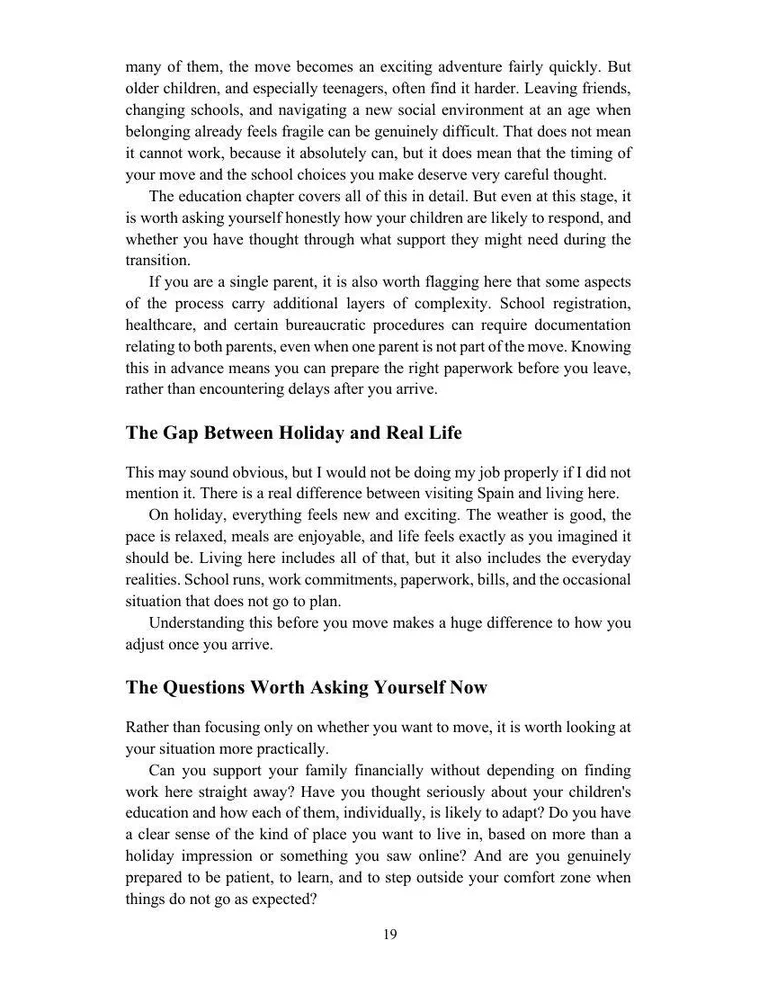 many of them, the move becomes an exciting adventure fairly quickly. But
older children, and especially teenagers, often find it harder. Leaving friends,
changing schools, and navigating a new social environment at an age when
belonging already feels fragile can be genuinely difficult. That does not mean
it cannot work, because it absolutely can, but it does mean that the timing of
your move and the school choices you make deserve very careful thought.
The education chapter covers all of this in detail. But even at this stage, it
is worth asking yourself honestly how your children are likely to respond, and
whether you have thought through what support they might need during the
transition.
If you are a single parent, it is also worth flagging here that some aspects
of the process carry additional layers of complexity. School registration,
healthcare, and certain bureaucratic procedures can require documentation
relating to both parents, even when one parent is not part of the move. Knowing
this in advance means you can prepare the right paperwork before you leave,
rather than encountering delays after you arrive.
The Gap Between Holiday and Real Life
This may sound obvious, but I would not be doing my job properly if I did not
mention it. There is a real difference between visiting Spain and living here.
On holiday, everything feels new and exciting. The weather is good, the
pace is relaxed, meals are enjoyable, and life feels exactly as you imagined it
should be. Living here includes all of that, but it also includes the everyday
realities. School runs, work commitments, paperwork, bills, and the occasional
situation that does not go to plan.
Understanding this before you move makes a huge difference to how you
adjust once you arrive.
The Questions Worth Asking Yourself Now
Rather than focusing only on whether you want to move, it is worth looking at
your situation more practically.
Can you support your family financially without depending on finding
work here straight away? Have you thought seriously about your children's
education and how each of them, individually, is likely to adapt? Do you have
a clear sense of the kind of place you want to live in, based on more than a
holiday impression or something you saw online? And are you genuinely
prepared to be patient, to learn, and to step outside your comfort zone when
things do not go as expected?
19